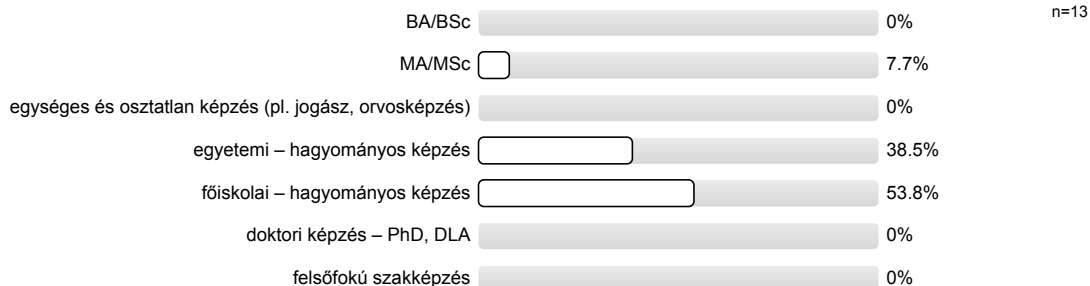 BA/BSc 0% n=13
MA/MSc 7.7%
egységes és osztatlan képzés (pl. jogász, orvosképzés) 0%
egyetemi – hagyományos képzés 38.5%
főiskolai – hagyományos képzés 53.8%
doktori képzés – PhD, DLA 0%
felsőfokú szakképzés 0%